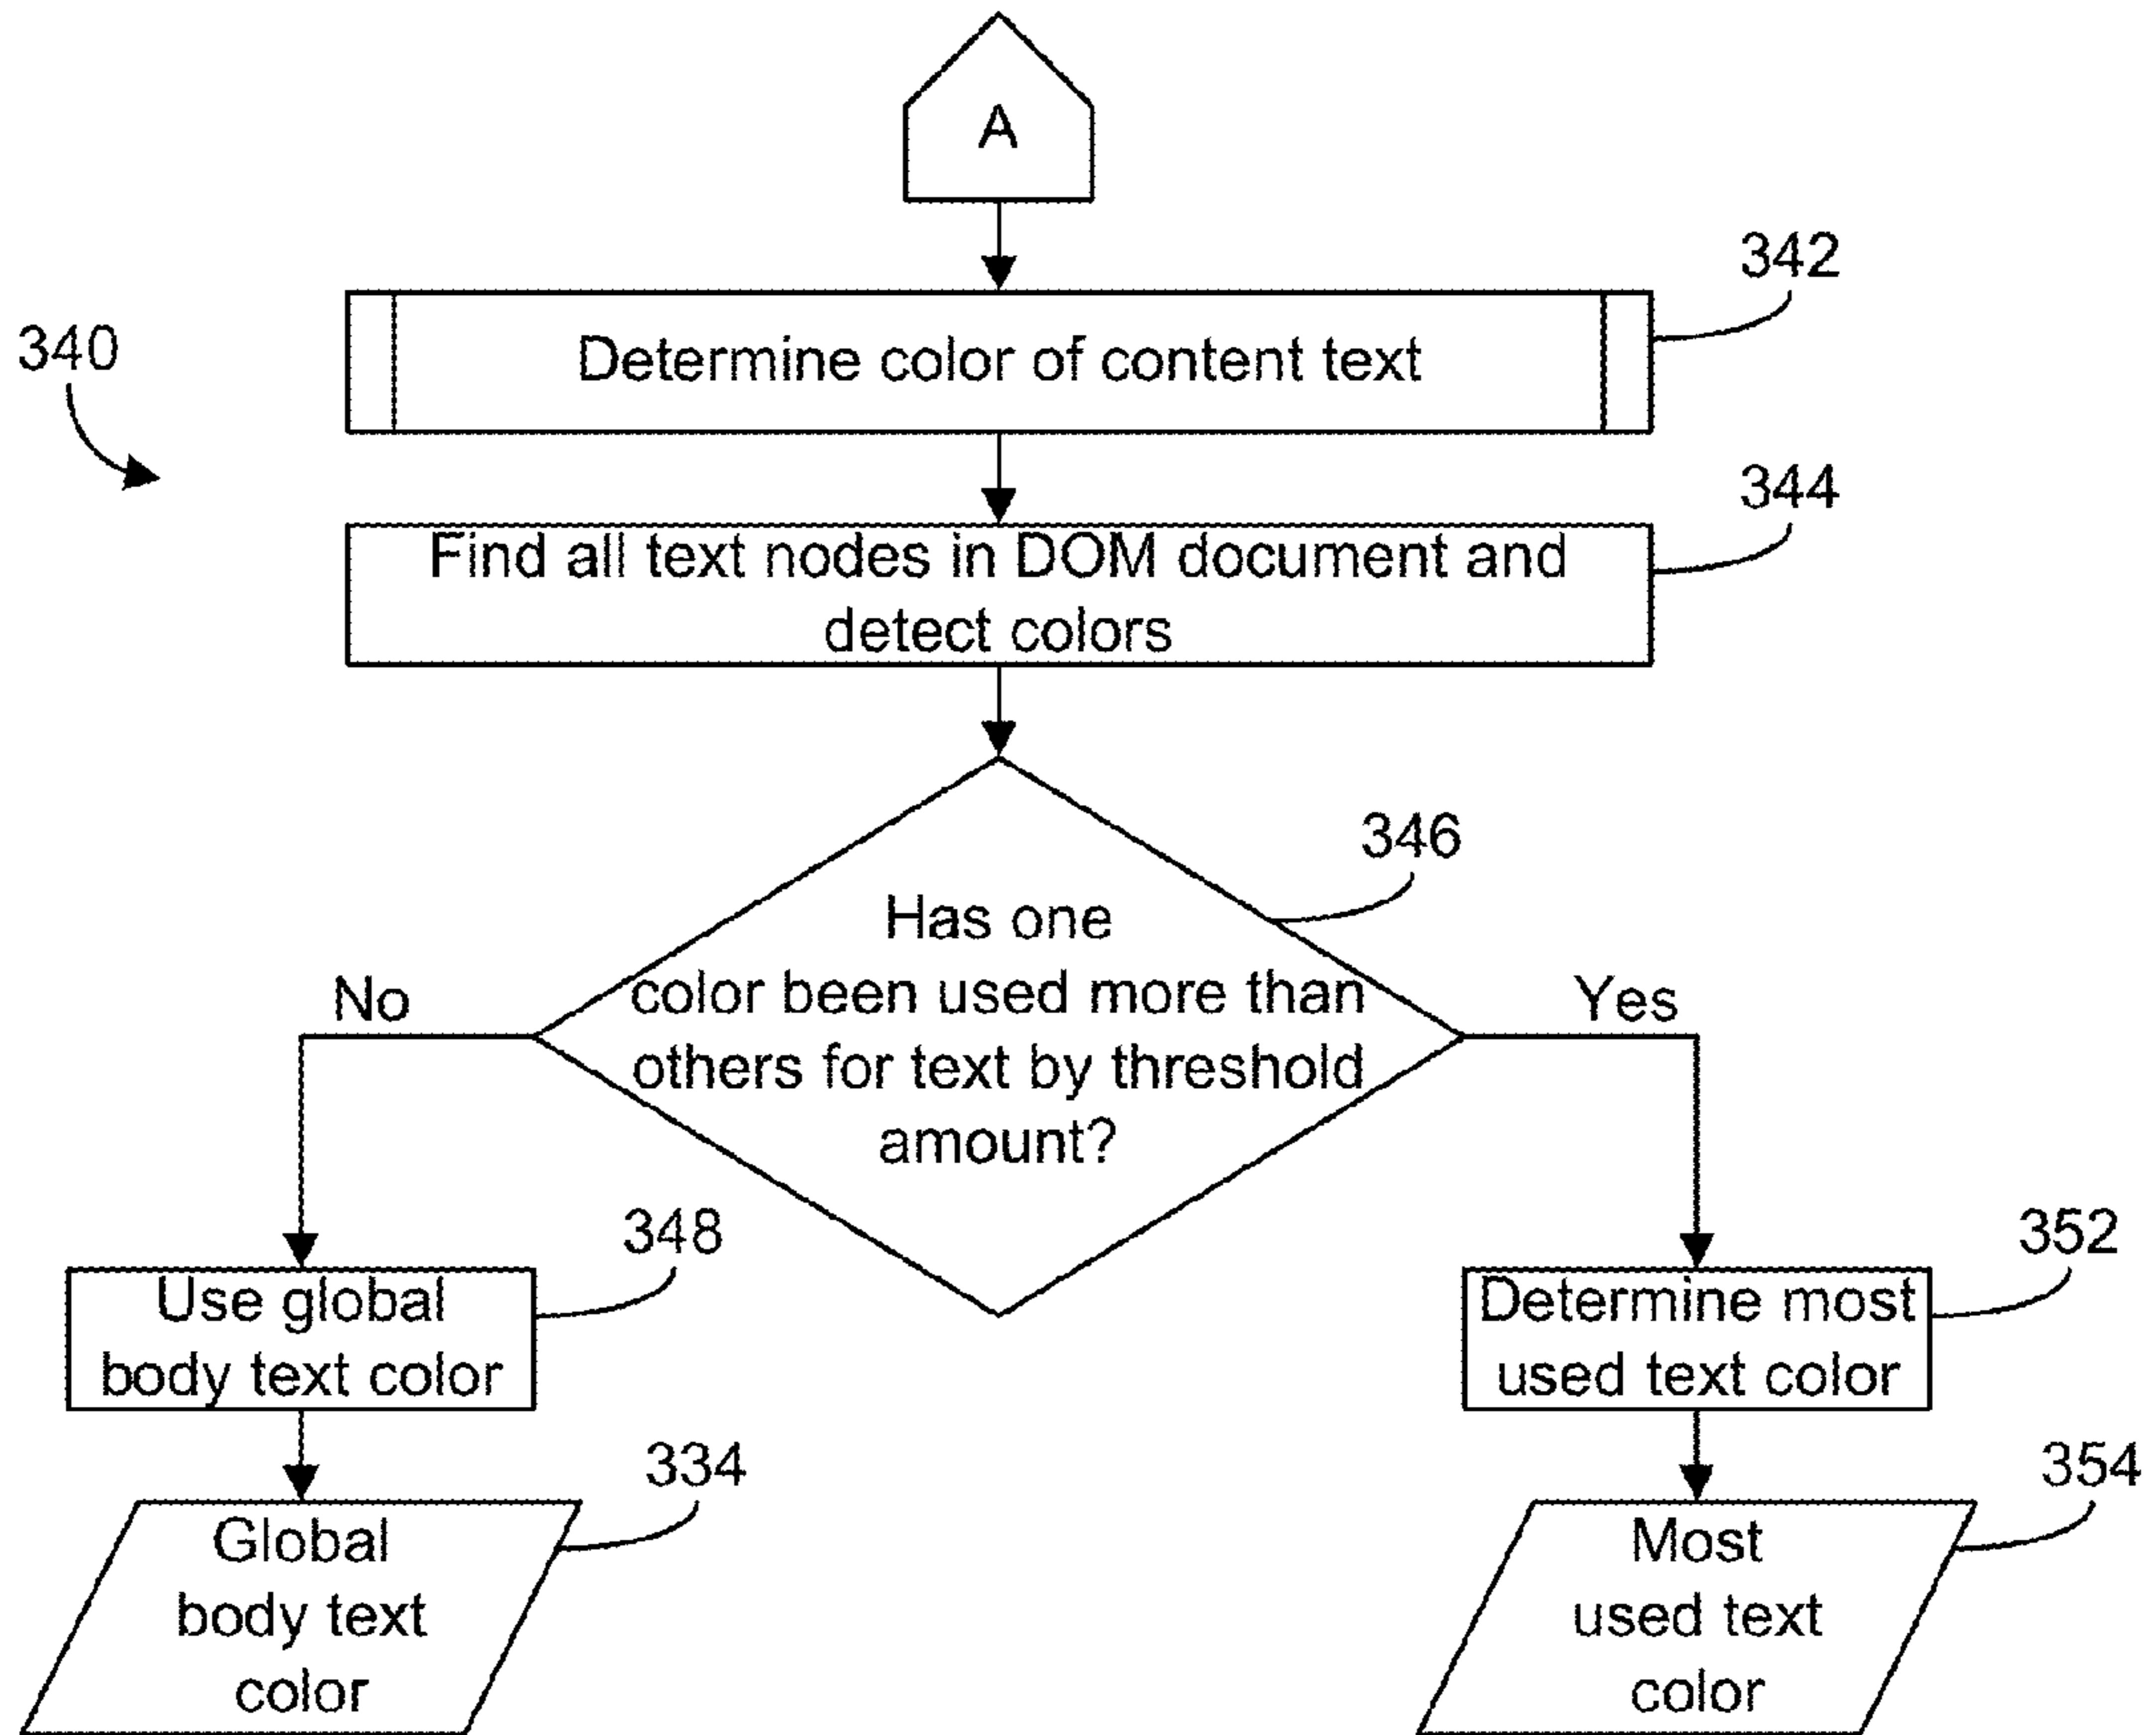 A
342
Determine color of content text
340
344
Find all text nodes in DOM document and
detect colors
346
Has one
color been used more than
others for text by threshold
amount?
No
Yes
348
Use global
body text color
352
Determine most
used text color
334
Global
body text
color
354
Most
used text
color